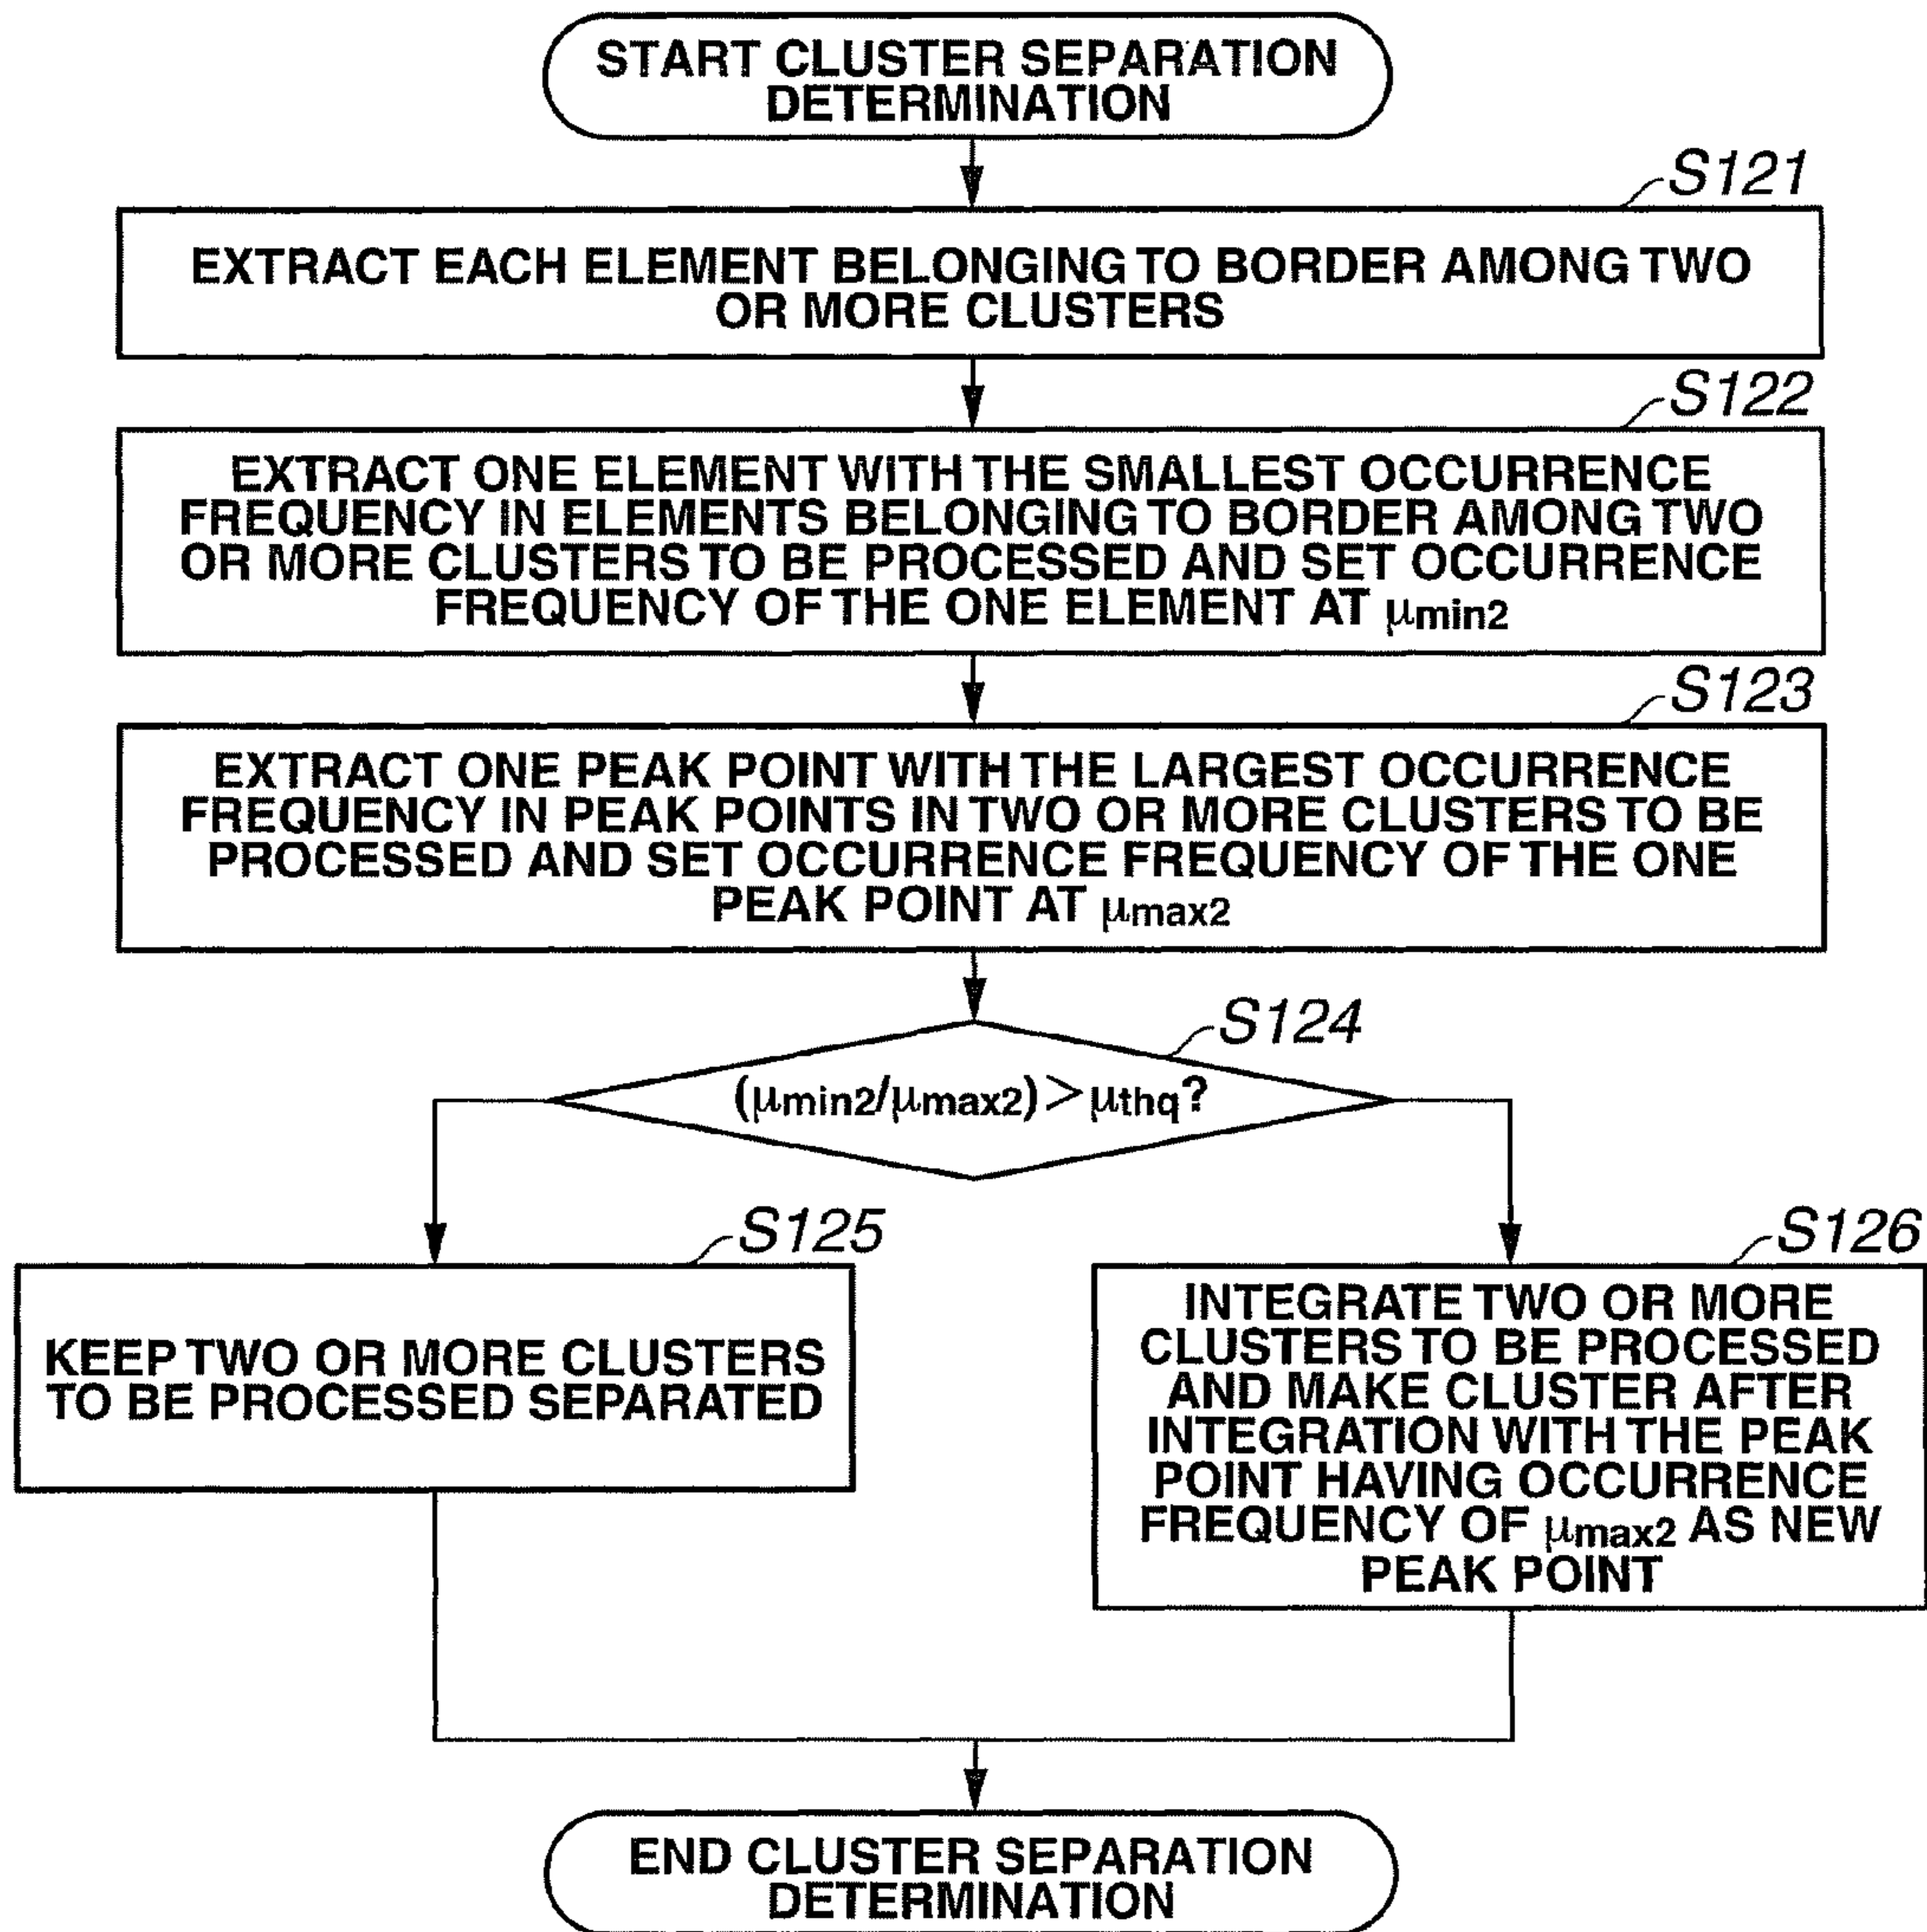 START CLUSTER SEPARATION
DETERMINATION
S121
EXTRACT EACH ELEMENT BELONGING TO BORDER AMONG TWO
OR MORE CLUSTERS
S122
EXTRACT ONE ELEMENT WITH THE SMALLEST OCCURRENCE
FREQUENCY IN ELEMENTS BELONGING TO BORDER AMONG TWO
OR MORE CLUSTERS TO BE PROCESSED AND SET OCCURRENCE
FREQUENCY OF THE ONE ELEMENT AT μmin2
S123
EXTRACT ONE PEAK POINT WITH THE LARGEST OCCURRENCE
FREQUENCY IN PEAK POINTS IN TWO OR MORE CLUSTERS TO BE
PROCESSED AND SET OCCURRENCE FREQUENCY OF THE ONE
PEAK POINT AT μmax2
S124
(μmin2/μmax2) > μthq?
S125
KEEP TWO OR MORE CLUSTERS
TO BE PROCESSED SEPARATED
S126
INTEGRATE TWO OR MORE
CLUSTERS TO BE PROCESSED
AND MAKE CLUSTER AFTER
INTEGRATION WITH THE PEAK
POINT HAVING OCCURRENCE
FREQUENCY OF μmax2 AS NEW
PEAK POINT
END CLUSTER SEPARATION
DETERMINATION